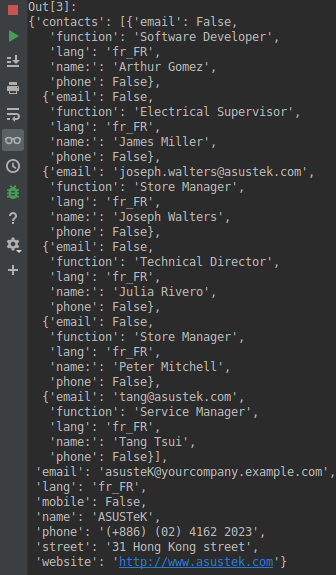 Out[3]:
{'contacts': [{'email': False,
'function': 'Software Developer',
'lang': 'fr_FR',
'name:': 'Arthur Gomez',
'phone': False},
{'email': False,
'function': 'Electrical Supervisor',
'lang': 'fr_FR',
'name:': 'James Miller',
'phone': False},
{'email': 'joseph.walters@asustek.com',
'function': 'Store Manager',
'lang': 'fr_FR',
'name:': 'Joseph Walters',
'phone': False},
{'email': False,
'function': 'Technical Director',
'lang': 'fr_FR',
'name:': 'Julia Rivero',
'phone': False},
{'email': False,
'function': 'Store Manager',
'lang': 'fr_FR',
'name:': 'Peter Mitchell',
'phone': False},
{'email': 'tang@asustek.com',
'function': 'Service Manager',
'lang': 'fr_FR',
'name:': 'Tang Tsui',
'phone': False}],
'email': 'asusteK@yourcompany.example.com',
'lang': 'fr_FR',
'mobile': False,
'name': 'ASUSTeK',
'phone': '(+886) (02) 4162 2023',
'street': '31 Hong Kong street',
'website': 'http://www.asustek.com'}